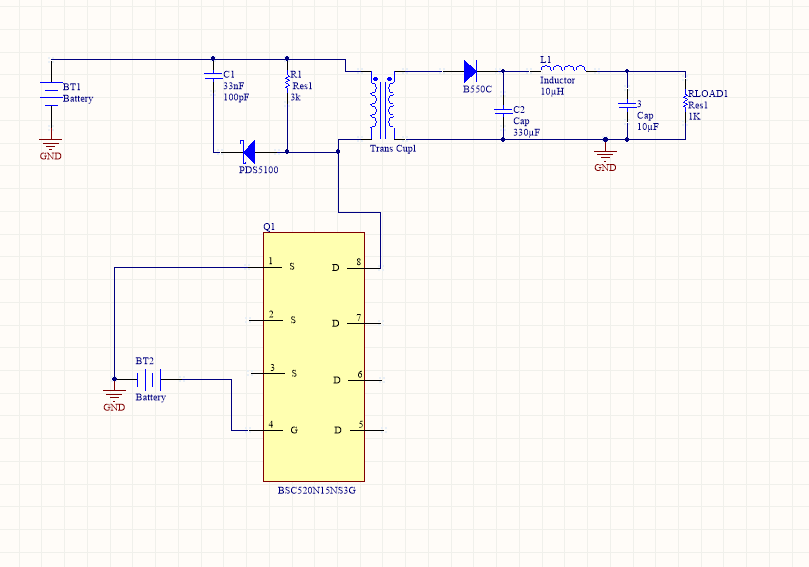 BT1
Battery
GND
C1
33nF
100pF
R1
Res1
3k
PDS5100
Trans Cupl
B550C
C2
Cap
330µF
L1
Inductor
10µH
3
Cap
10µF
RLOAD1
Res1
1K
GND
Q1
1 S D 8
2 S D 7
3 S D 6
4 G D 5
BT2
Battery
GND
BSC520N15NS3G